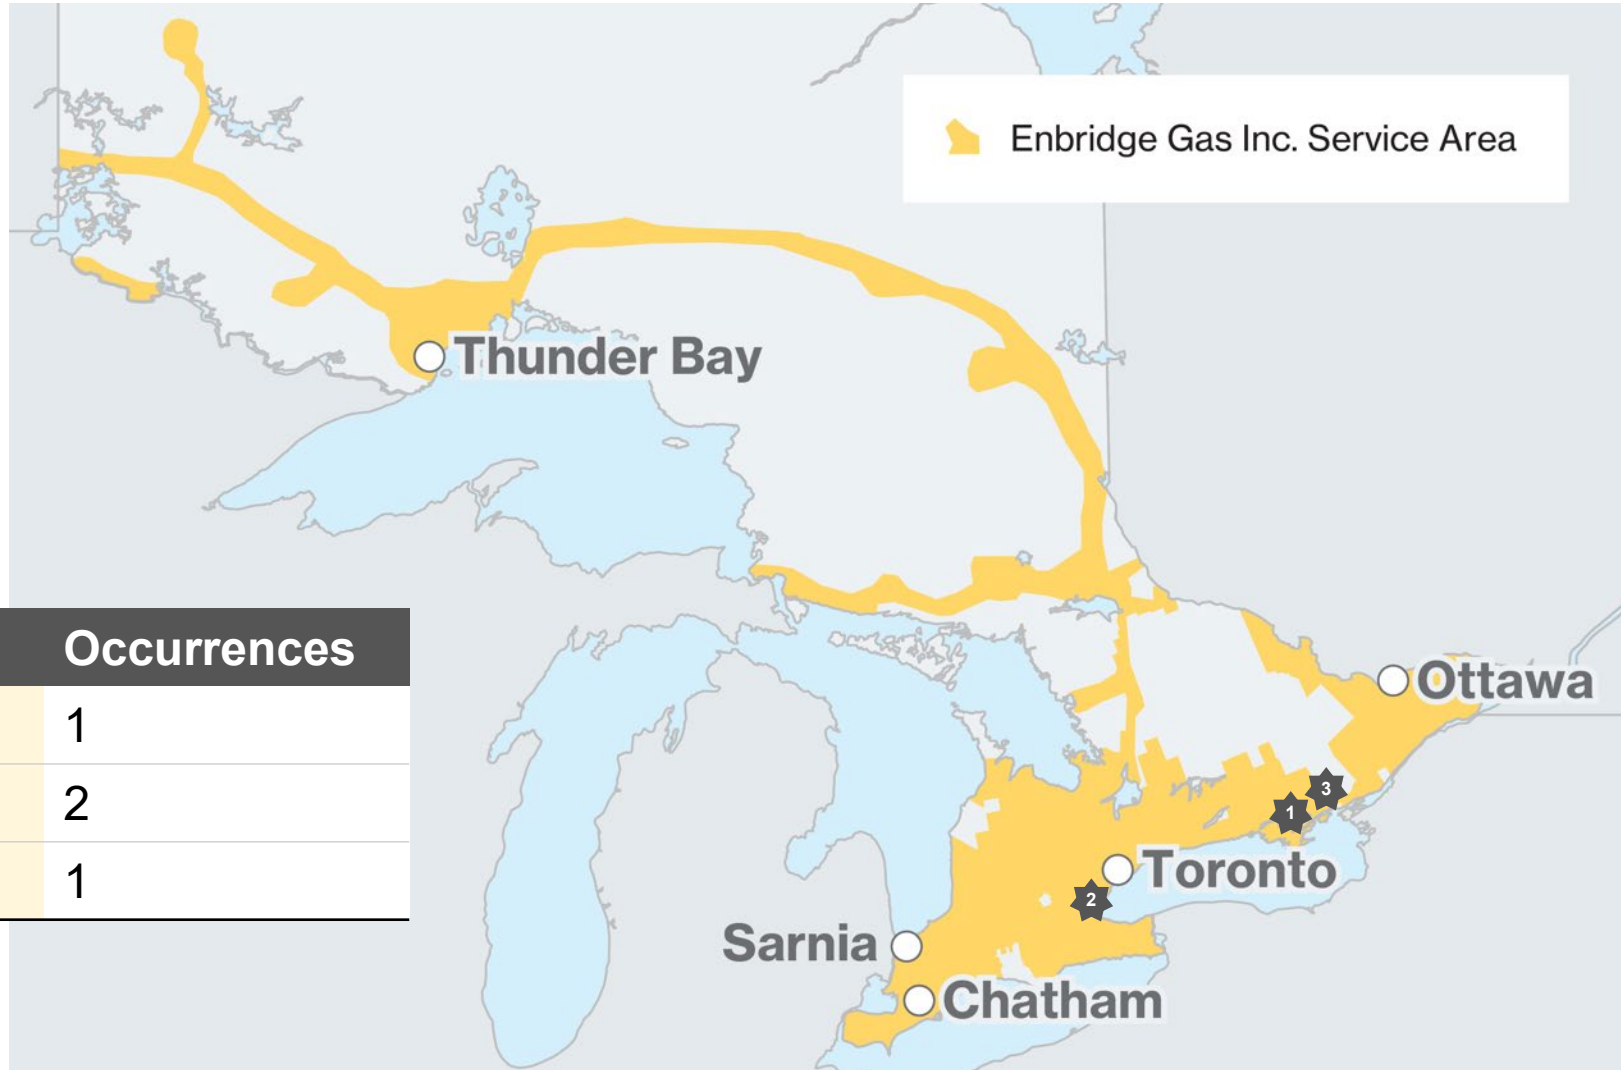 Enbridge Gas Inc. Service Area
Thunder Bay
Occurrences
1
2
1
Ottawa
3
1
Toronto
2
Sarnia
Chatham